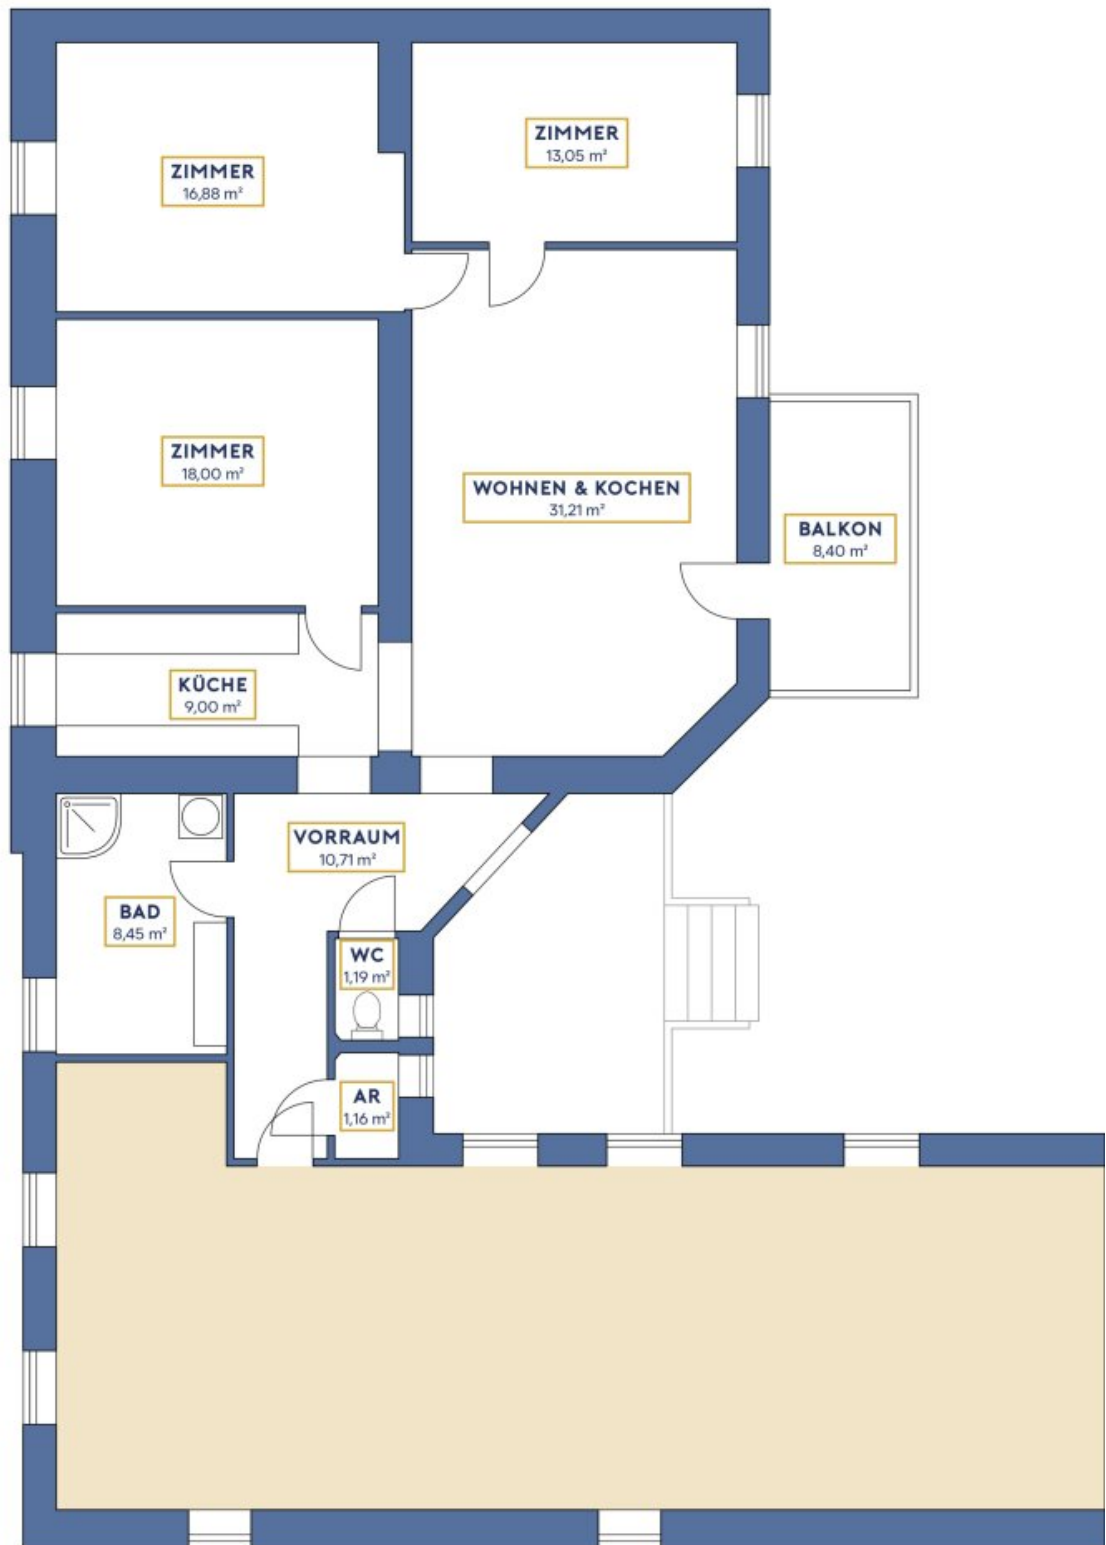 ZIMMER
13,05 m²
ZIMMER
16,88 m²
ZIMMER
18,00 m²
WOHNEN & KOCHEN
31,21 m²
BALKON
8,40 m²
KÜCHE
9,00 m²
VORRAUM
10,71 m²
BAD
8,45 m²
WC
1,19 m²
AR
1,16 m²